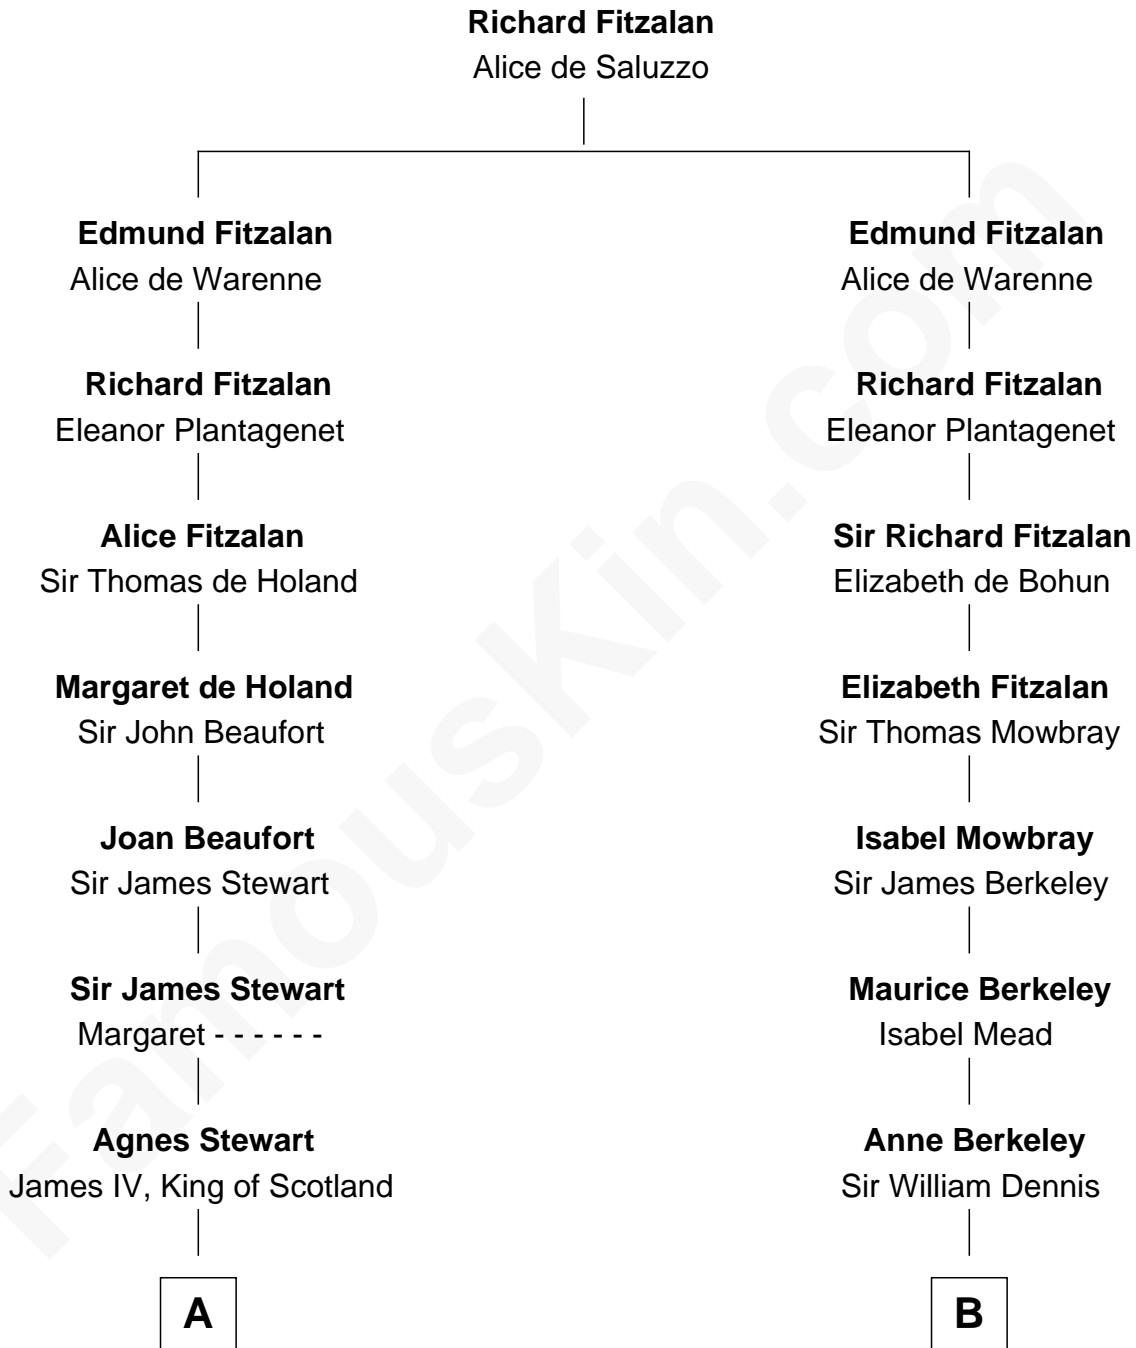 Richard Fitzalan
Alice de Saluzzo
Edmund Fitzalan
Alice de Warenne
Richard Fitzalan
Eleanor Plantagenet
Alice Fitzalan
Sir Thomas de Holand
Margaret de Holand
Sir John Beaufort
Joan Beaufort
Sir James Stewart
Sir James Stewart
Margaret - - - - - -
Agnes Stewart
James IV, King of Scotland
A
Edmund Fitzalan
Alice de Warenne
Richard Fitzalan
Eleanor Plantagenet
Sir Richard Fitzalan
Elizabeth de Bohun
Elizabeth Fitzalan
Sir Thomas Mowbray
Isabel Mowbray
Sir James Berkeley
Maurice Berkeley
Isabel Mead
Anne Berkeley
Sir William Dennis
B
FamousKin.com